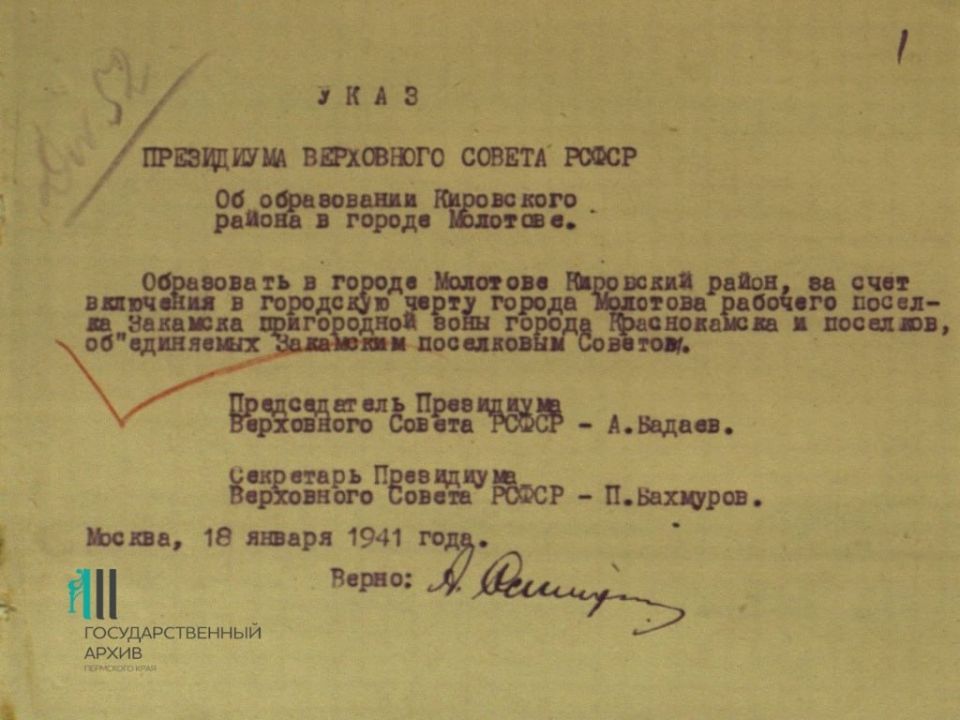 1
52
УКАЗ
ПРЕЗИДИУМА ВЕРХОВНОГО СОВЕТА РСФСР
Об образовании Кировского
района в городе Молотове.
Образовать в городе Молотове Кировский район, за счет
включения в городскую черту города Молотова рабочего посел-
ка Закамска пригородной зоны города Краснокамска и поселков,
об"единяемых Закамским поселковым Советом.
Председатель Президиума
Верховного Совета РСФСР - А.Бадаев.
Секретарь Президиума
Верховного Совета РСФСР - П.Бахмуров.
Москва, 18 января 1941 года.
Верно: А.
ГОСУДАРСТВЕННЫЙ
АРХИВ
ПЕРМСКОГО КРАЯ